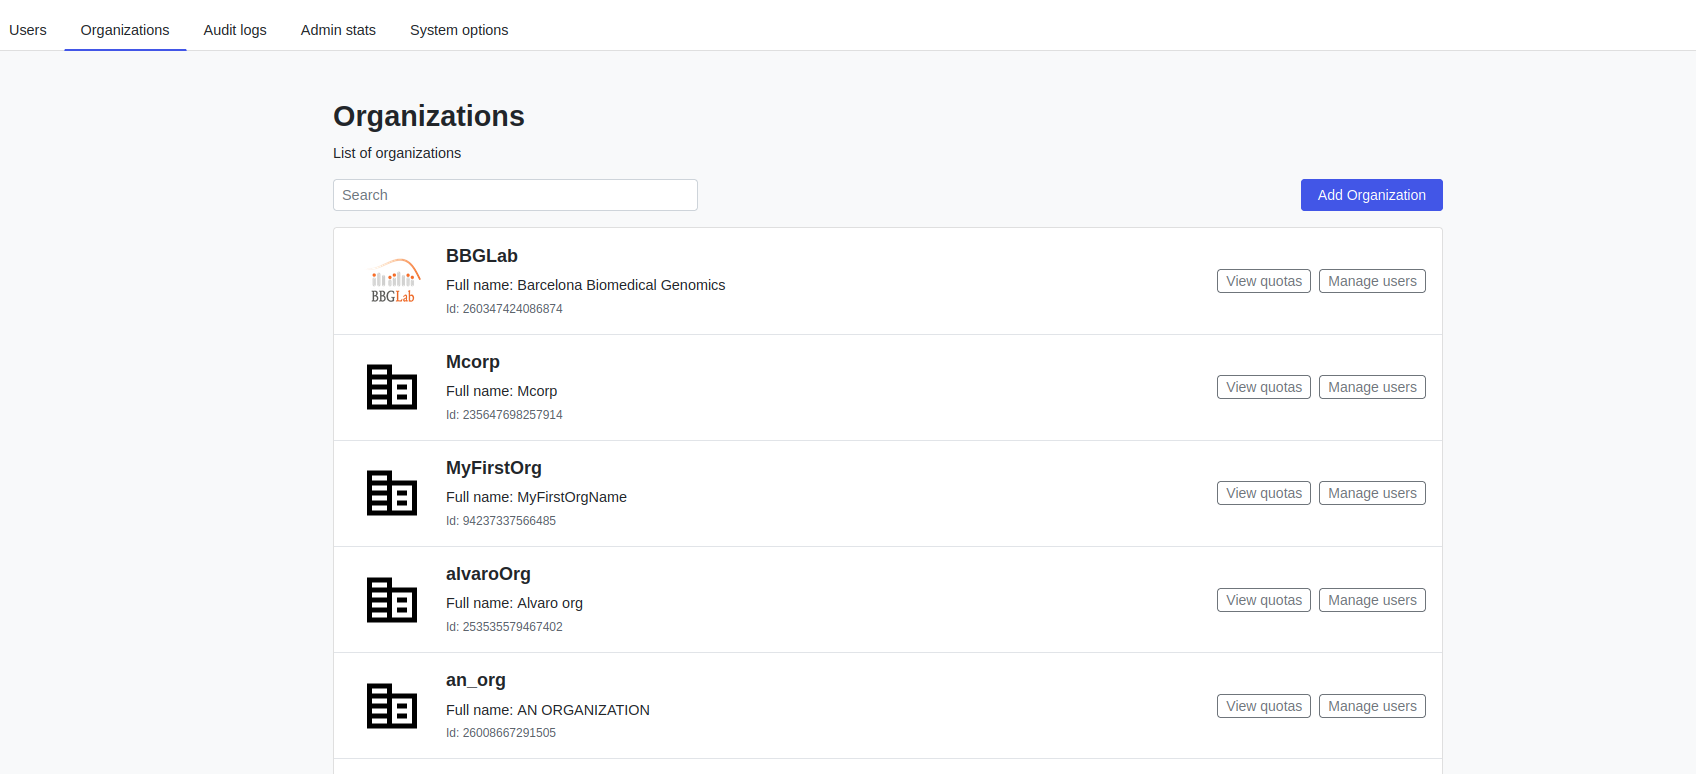 Users Organizations Audit logs Admin stats System options
Organizations
List of organizations
Search Add Organization
BBGLab
BBGLab
Full name: Barcelona Biomedical Genomics
Id: 260347424086874
View quotas Manage users
Mcorp
Full name: Mcorp
Id: 235647698257914
View quotas Manage users
MyFirstOrg
Full name: MyFirstOrgName
Id: 94237337566485
View quotas Manage users
alvaroOrg
Full name: Alvaro org
Id: 253535579467402
View quotas Manage users
an_org
Full name: AN ORGANIZATION
Id: 26008667291505
View quotas Manage users